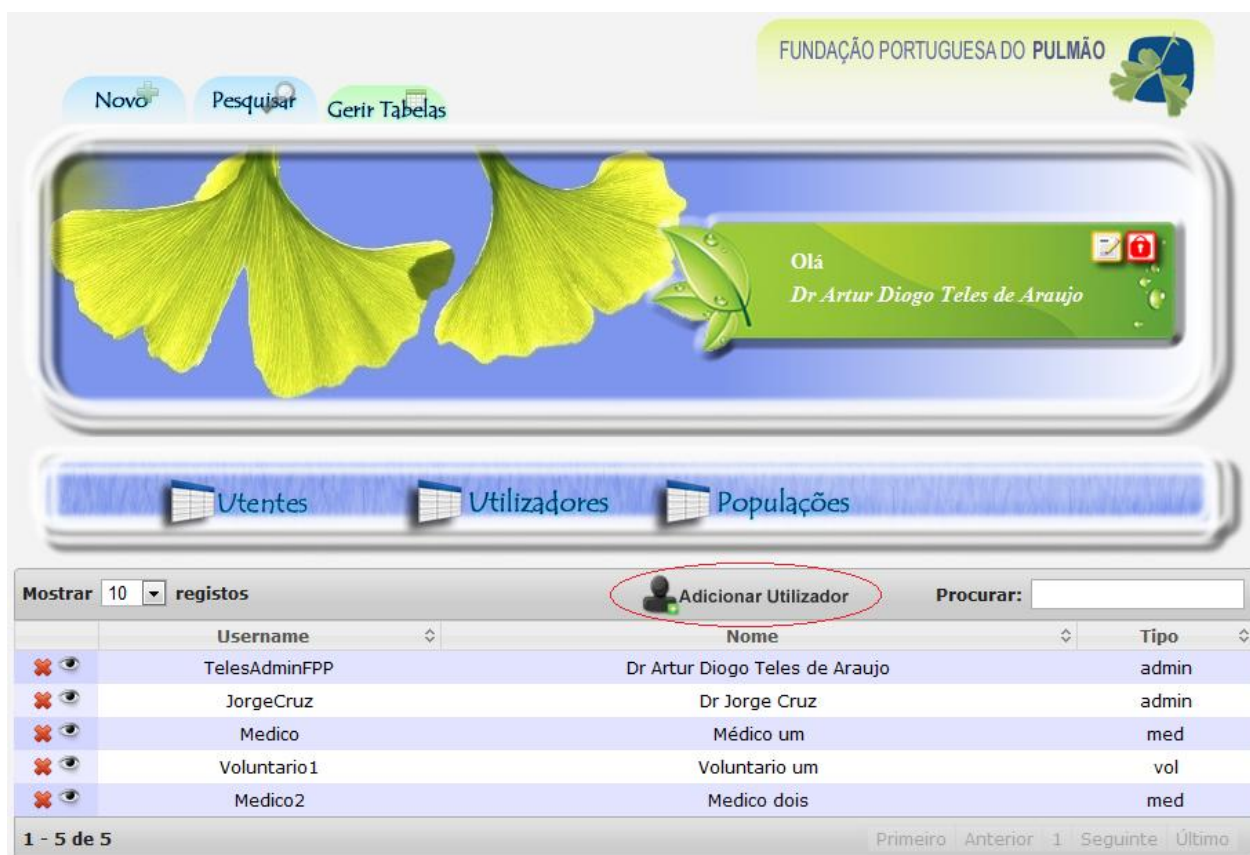 FUNDAÇÃO PORTUGUESA DO PULMÃO
Novo Pesquisar Gerir Tabelas
Olá
Dr Artur Diogo Teles de Araujo
Utentes Utilizadores Populações
Mostrar 10 registos Adicionar Utilizador Procurar:
Username Nome Tipo
TelesAdminFPP Dr Artur Diogo Teles de Araujo admin
JorgeCruz Dr Jorge Cruz admin
Medico Médico um med
Voluntario1 Voluntario um vol
Medico2 Medico dois med
1 - 5 de 5 Primeiro Anterior 1 Seguinte Último